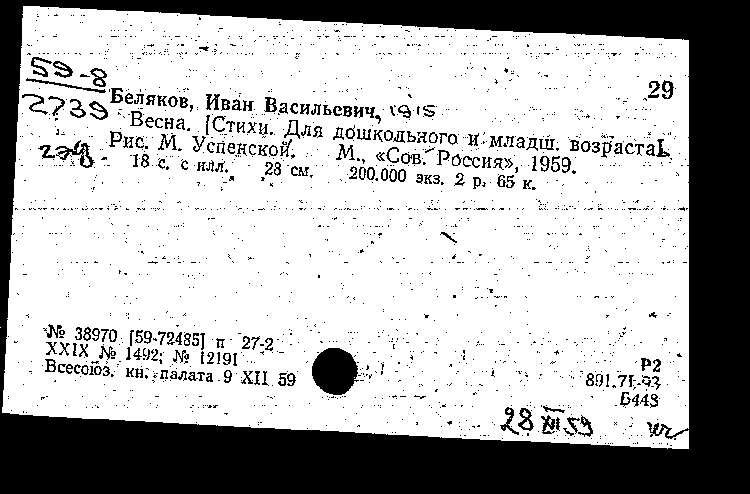 59-8
29
2739
Беляков, Иван Васильевич, 1915
Весна. [Стихи. Для дошкольного и младш. возраста].
Рис. М. Успенской. М., «Сов. Россия», 1959.
18 с. с илл. 28 см. 200.000 экз. 2 р. 65 к.
№ 38970 [59-72485] п 27-2
XXIX № 1492; № 12191
Всесоюз. кн. палата 9 XII 59
Р2
891.71-93
Б443
28 XII 59